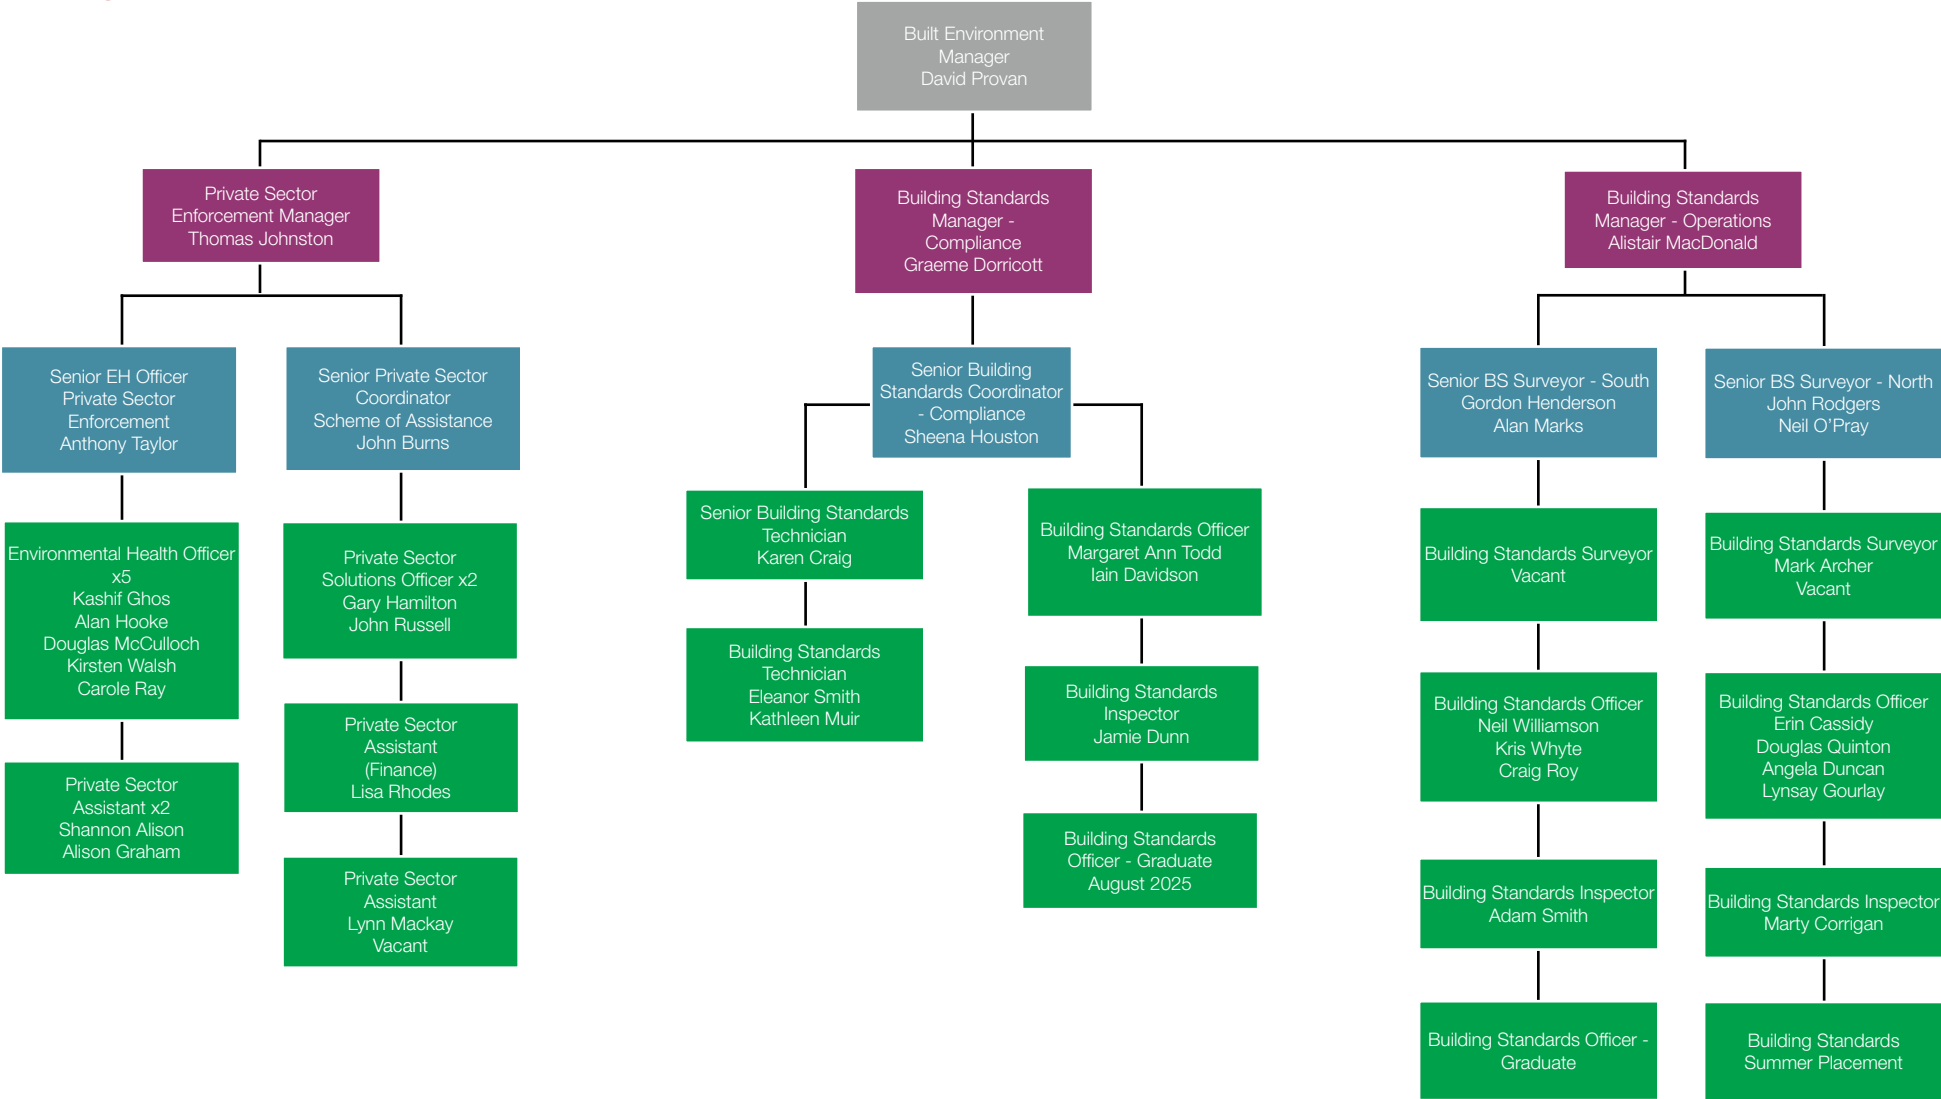 Built Environment
Manager
David Provan
Private Sector
Enforcement Manager
Thomas Johnston
Building Standards
Manager -
Compliance
Graeme Dorricott
Building Standards
Manager - Operations
Alistair MacDonald
Senior EH Officer
Private Sector
Enforcement
Anthony Taylor
Senior Private Sector
Coordinator
Scheme of Assistance
John Burns
Senior Building
Standards Coordinator
- Compliance
Sheena Houston
Senior BS Surveyor - South
Gordon Henderson
Alan Marks
Senior BS Surveyor - North
John Rodgers
Neil O'Pray
Environmental Health Officer
x5
Kashif Ghos
Alan Hooke
Douglas McCulloch
Kirsten Walsh
Carole Ray
Private Sector
Assistant x2
Shannon Alison
Alison Graham
Private Sector
Solutions Officer x2
Gary Hamilton
John Russell
Private Sector
Assistant
(Finance)
Lisa Rhodes
Private Sector
Assistant
Lynn Mackay
Vacant
Senior Building Standards
Technician
Karen Craig
Building Standards
Technician
Eleanor Smith
Kathleen Muir
Building Standards Officer
Margaret Ann Todd
Iain Davidson
Building Standards
Inspector
Jamie Dunn
Building Standards
Officer - Graduate
August 2025
Building Standards Surveyor
Vacant
Building Standards Officer
Neil Williamson
Kris Whyte
Craig Roy
Building Standards Inspector
Adam Smith
Building Standards Officer -
Graduate
Building Standards Surveyor
Mark Archer
Vacant
Building Standards Officer
Erin Cassidy
Douglas Quinton
Angela Duncan
Lynsay Gourlay
Building Standards Inspector
Marty Corrigan
Building Standards
Summer Placement